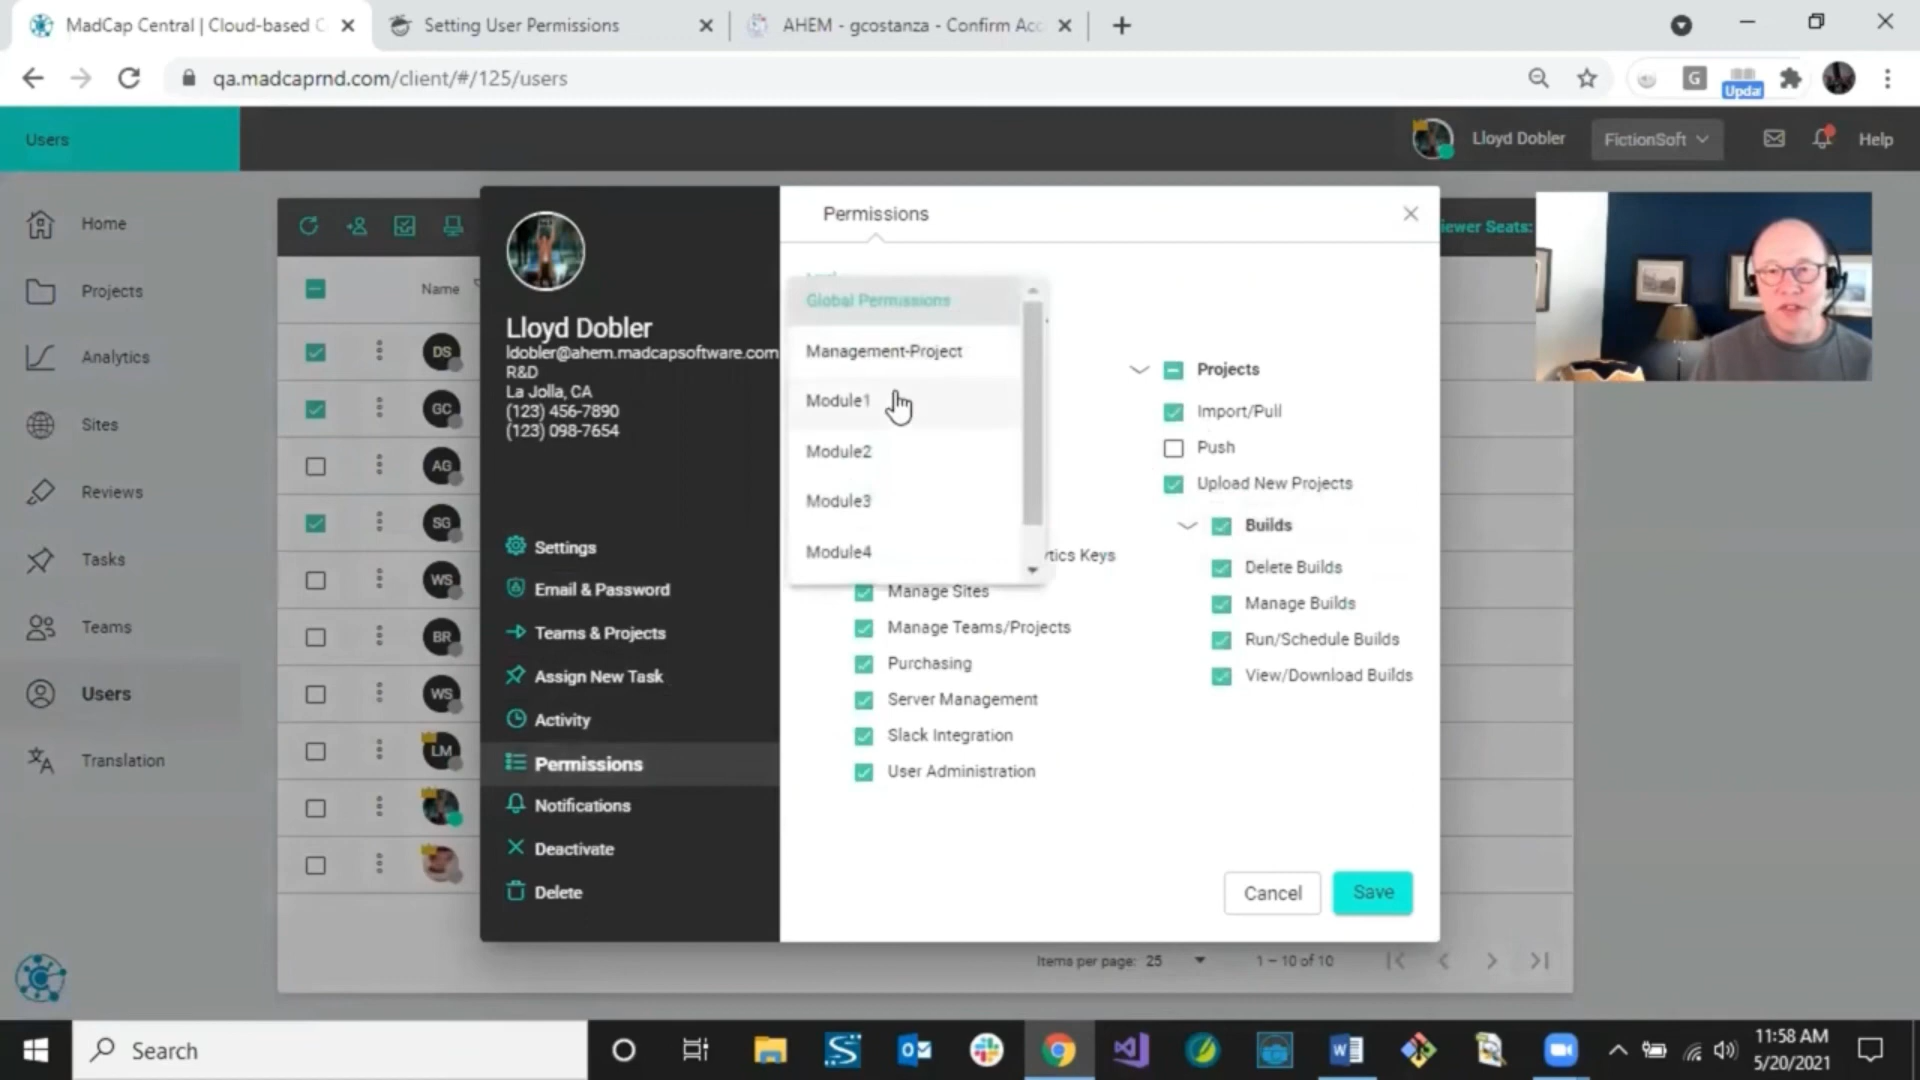 MadCap Central | Cloud-based C
Setting User Permissions
AHEM - gcostanza - Confirm Acc
qa.madcaprnd.com/client/#/125/users
G
Upda
Users
Lloyd Dobler
FictionSoft
Help
Home
Projects
Analytics
Sites
Reviews
Tasks
Teams
Users
Translation
Name
DS
GC
AG
SG
WS
BR
WS
LM
iewer Seats:
Lloyd Dobler
ldobler@ahem.madcapsoftware.com
R&D
La Jolla, CA
(123) 456-7890
(123) 098-7654
Settings
Email & Password
Teams & Projects
Assign New Task
Activity
Permissions
Notifications
Deactivate
Delete
Permissions
Global Permissions
Management-Project
Module1
Module2
Module3
Module4
ytics Keys
Manage Sites
Manage Teams/Projects
Purchasing
Server Management
Slack Integration
User Administration
Projects
Import/Pull
Push
Upload New Projects
Builds
Delete Builds
Manage Builds
Run/Schedule Builds
View/Download Builds
Cancel
Save
Items per page: 25
1 – 10 of 10
Search
11:58 AM
5/20/2021